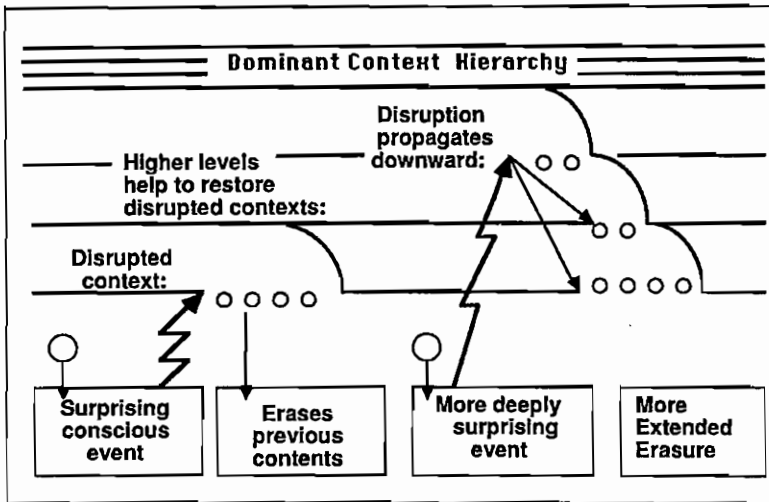 Dominant Context Hierarchy
Disruption
propagates
downward:
Higher levels
help to restore
disrupted contexts:
Disrupted
context:
Surprising
conscious
event
Erases
previous
contents
More deeply
surprising
event
More
Extended
Erasure